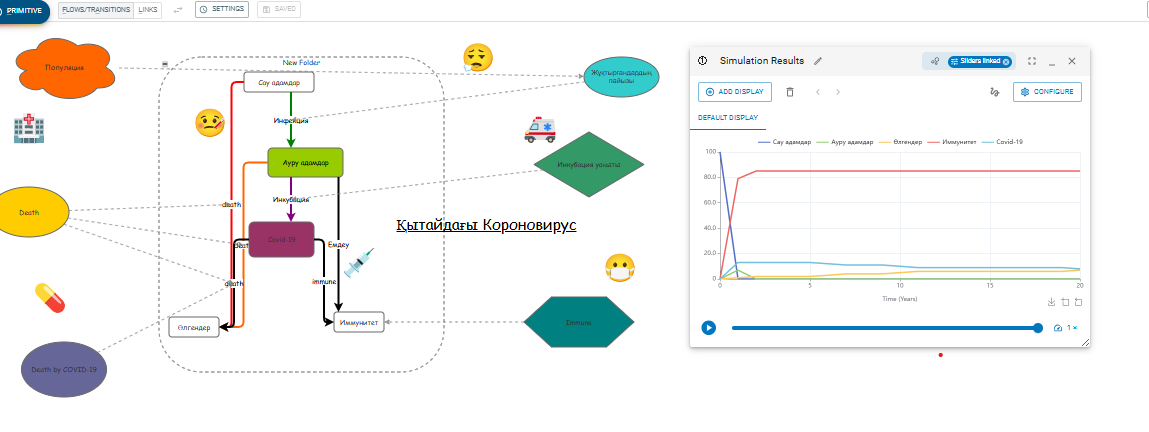 PRIMITIVE
FLOWS/TRANSITIONS
LINKS
SETTINGS
SAVED
Популяция
New Folder
Сау адамдар
Жұқтырғандардың
пайызы
Инфекция
Ауру адамдар
Инкубация уақыты
Инкубация
Death
death
Covid-19
Емдеу
Қытайдағы Короновирус
death
immune
Өлгендер
Иммунитет
Immune
Death by COVID-19
Simulation Results
Sliders linked
ADD DISPLAY
CONFIGURE
DEFAULT DISPLAY
Сау адамдар
Ауру адамдар
Өлгендер
Иммунитет
Covid-19
100
80.0
60.0
40.0
20.0
0
0
5
10
15
20
Time (Years)
1 ×